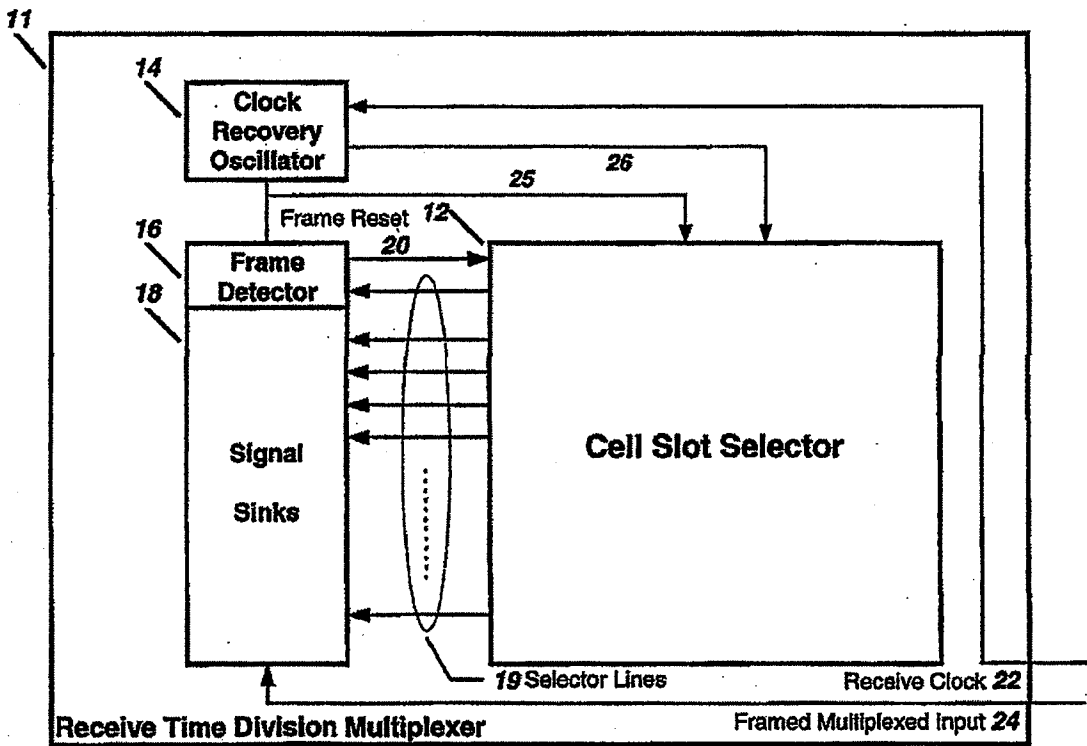 11
14
Clock
Recovery
Oscillator
26
25
Frame Reset
12
16
20
Frame
Detector
18
Cell Slot Selector
Signal
Sinks
19 Selector Lines
Receive Clock 22
Receive Time Division Multiplexer
Framed Multiplexed Input 24